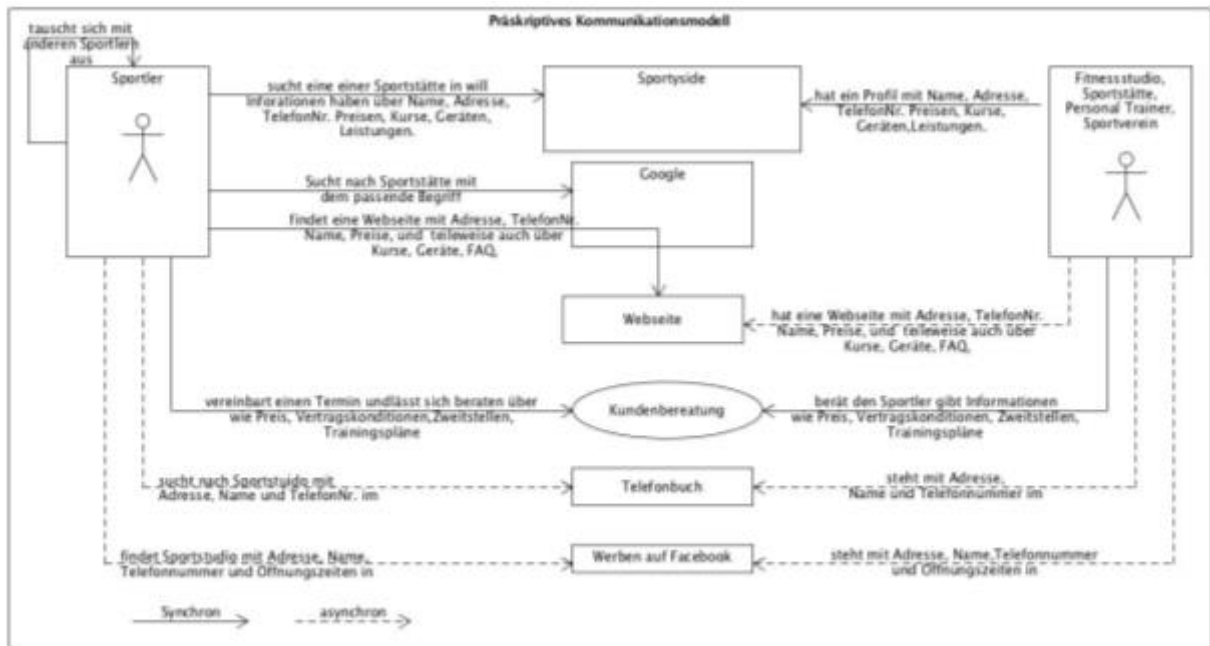 Präskriptives Kommunikationsmodell
tauscht sich mit
anderen Sportlern
aus
Sportler
sucht eine einer Sportstätte in will
Inforationen haben über Name, Adresse,
TelefonNr. Preisen, Kurse, Geräten,
Leistungen.
Sportyside
hat ein Profil mit Name, Adresse,
TelefonNr. Preisen, Kurse,
Geräten,Leistungen.
Fitnessstudio,
Sportstätte,
Personal Trainer,
Sportverein
Google
Sucht nach Sportstätte mit
dem passende Begriff
findet eine Webseite mit Adresse, TelefonNr.
Name, Preise, und teileweise auch über
Kurse, Geräte, FAQ,
Webseite
hat eine Webseite mit Adresse, TelefonNr.
Name, Preise, und teileweise auch über
Kurse, Geräte, FAQ,
vereinbart einen Termin undlässt sich beraten über
wie Preis, Vertragskonditionen,Zweitstellen,
Trainingspläne
Kundenbereatung
berät den Sportler gibt Informationen
wie Preis, Vertragskonditionen, Zweitstellen,
Trainingspläne
sucht nach Sportstuido mit
Adresse, Name und TelefonNr. im
Telefonbuch
steht mit Adresse,
Name und Telefonnummer im
findet Sportstudio mit Adresse, Name,
Telefonnummer und Öffnungszeiten in
Werben auf Facebook
steht mit Adresse, Name,Telefonnummer
und Öffnungszeiten in
Synchron
asynchron